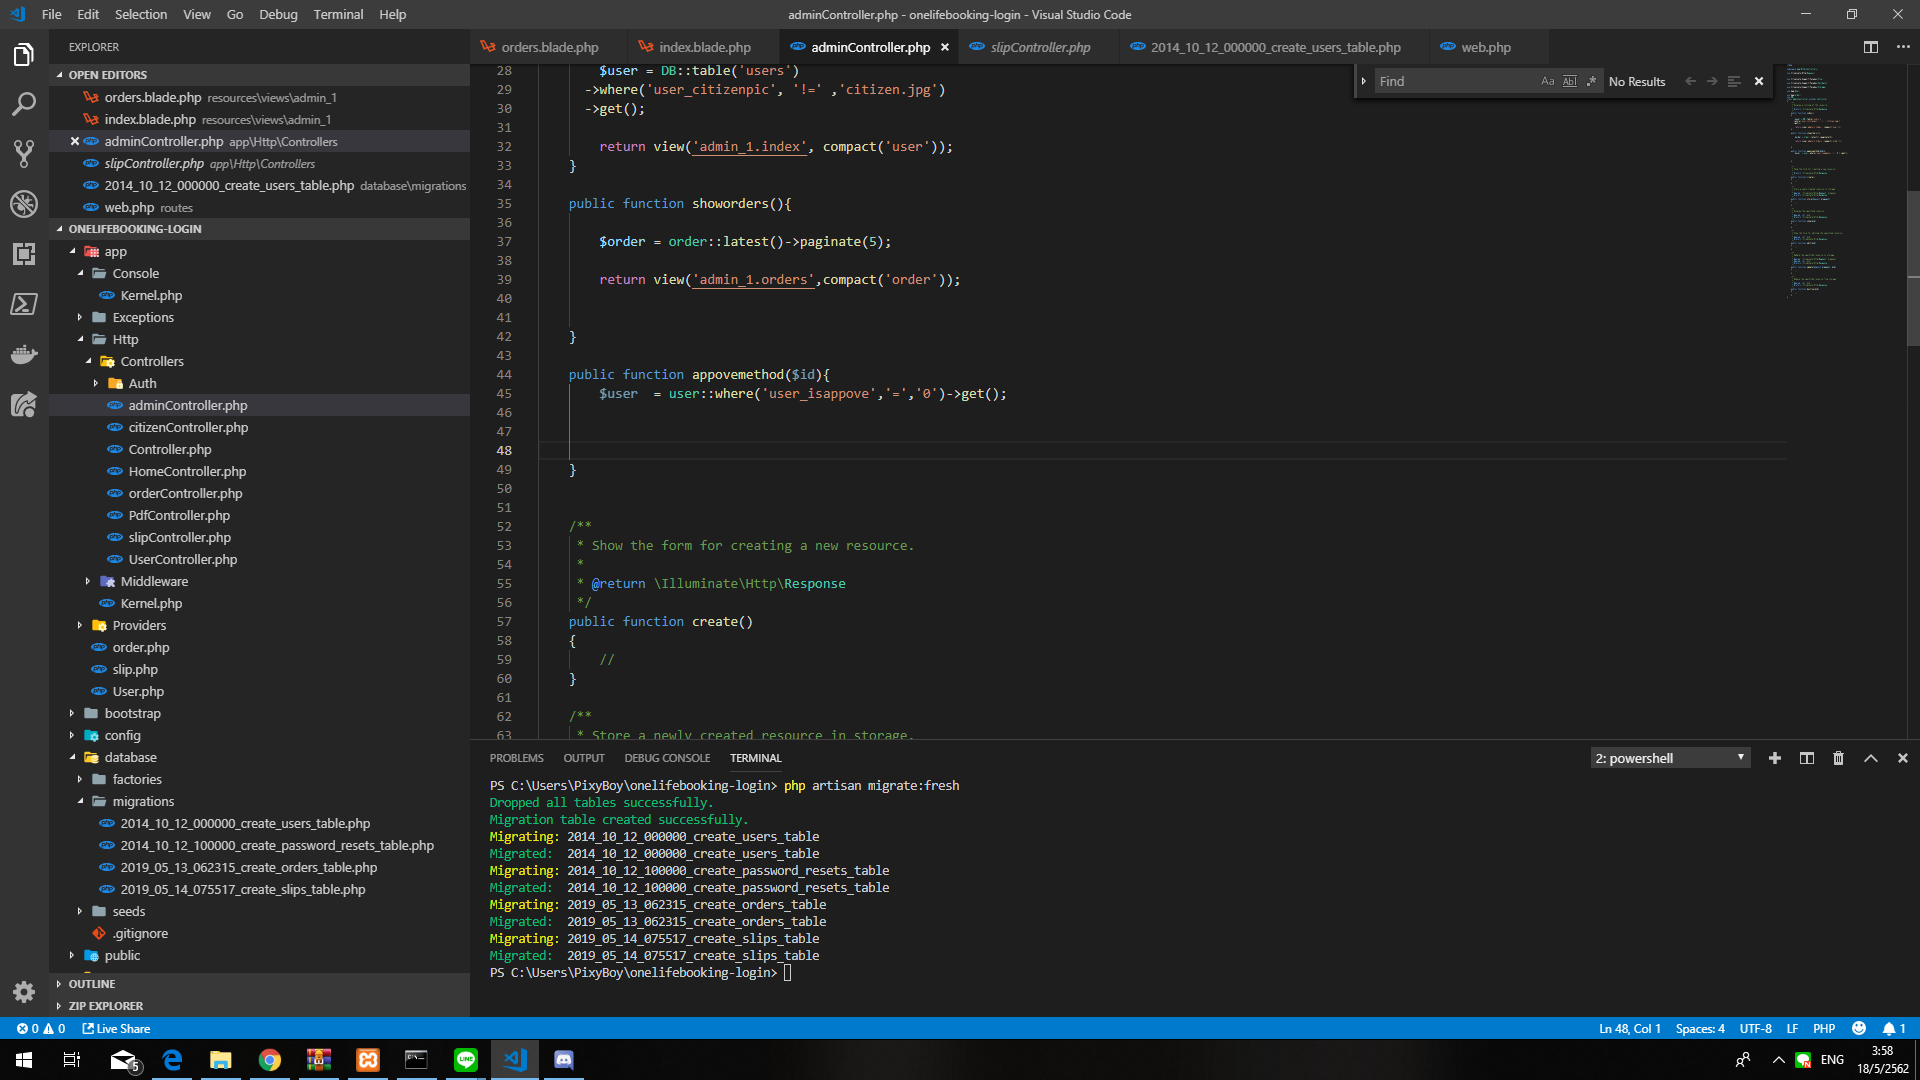 File Edit Selection View Go Debug Terminal Help
adminController.php - onelifebooking-login - Visual Studio Code
EXPLORER
OPEN EDITORS
orders.blade.php resources\views\admin_1
index.blade.php resources\views\admin_1
adminController.php app\Http\Controllers
slipController.php app\Http\Controllers
2014_10_12_000000_create_users_table.php database\migrations
web.php routes
ONELIFEBOOKING-LOGIN
app
Console
Kernel.php
Exceptions
Http
Controllers
Auth
adminController.php
citizenController.php
Controller.php
HomeController.php
orderController.php
PdfController.php
slipController.php
UserController.php
Middleware
Kernel.php
Providers
order.php
slip.php
User.php
bootstrap
config
database
factories
migrations
2014_10_12_000000_create_users_table.php
2014_10_12_100000_create_password_resets_table.php
2019_05_13_062315_create_orders_table.php
2019_05_14_075517_create_slips_table.php
seeds
.gitignore
public
OUTLINE
ZIP EXPLORER
orders.blade.php index.blade.php adminController.php slipController.php 2014_10_12_000000_create_users_table.php web.php
Find Aa Abl .* No Results
28 $user = DB::table('users')
29 ->where('user_citizenpic', '!=' ,'citizen.jpg')
30 ->get();
31
32 return view('admin_1.index', compact('user'));
33 }
34
35 public function showorders(){
36
37 $order = order::latest()->paginate(5);
38
39 return view('admin_1.orders',compact('order'));
40
41
42 }
43
44 public function appovemethod($id){
45 $user  = user::where('user_isappove','=','0')->get();
46
47
48
49 }
50
51
52 /**
53 * Show the form for creating a new resource.
54 *
55 * @return \Illuminate\Http\Response
56 */
57 public function create()
58 {
59 //
60 }
61
62 /**
63 * Store a newly created resource in storage.
PROBLEMS OUTPUT DEBUG CONSOLE TERMINAL
2: powershell
PS C:\Users\PixyBoy\onelifebooking-login> php artisan migrate:fresh
Dropped all tables successfully.
Migration table created successfully.
Migrating: 2014_10_12_000000_create_users_table
Migrated:  2014_10_12_000000_create_users_table
Migrating: 2014_10_12_100000_create_password_resets_table
Migrated:  2014_10_12_100000_create_password_resets_table
Migrating: 2019_05_13_062315_create_orders_table
Migrated:  2019_05_13_062315_create_orders_table
Migrating: 2019_05_14_075517_create_slips_table
Migrated:  2019_05_14_075517_create_slips_table
PS C:\Users\PixyBoy\onelifebooking-login>
0 0 Live Share
Ln 48, Col 1 Spaces: 4 UTF-8 LF PHP 1
5
LINE
ENG
3:58
18/5/2562